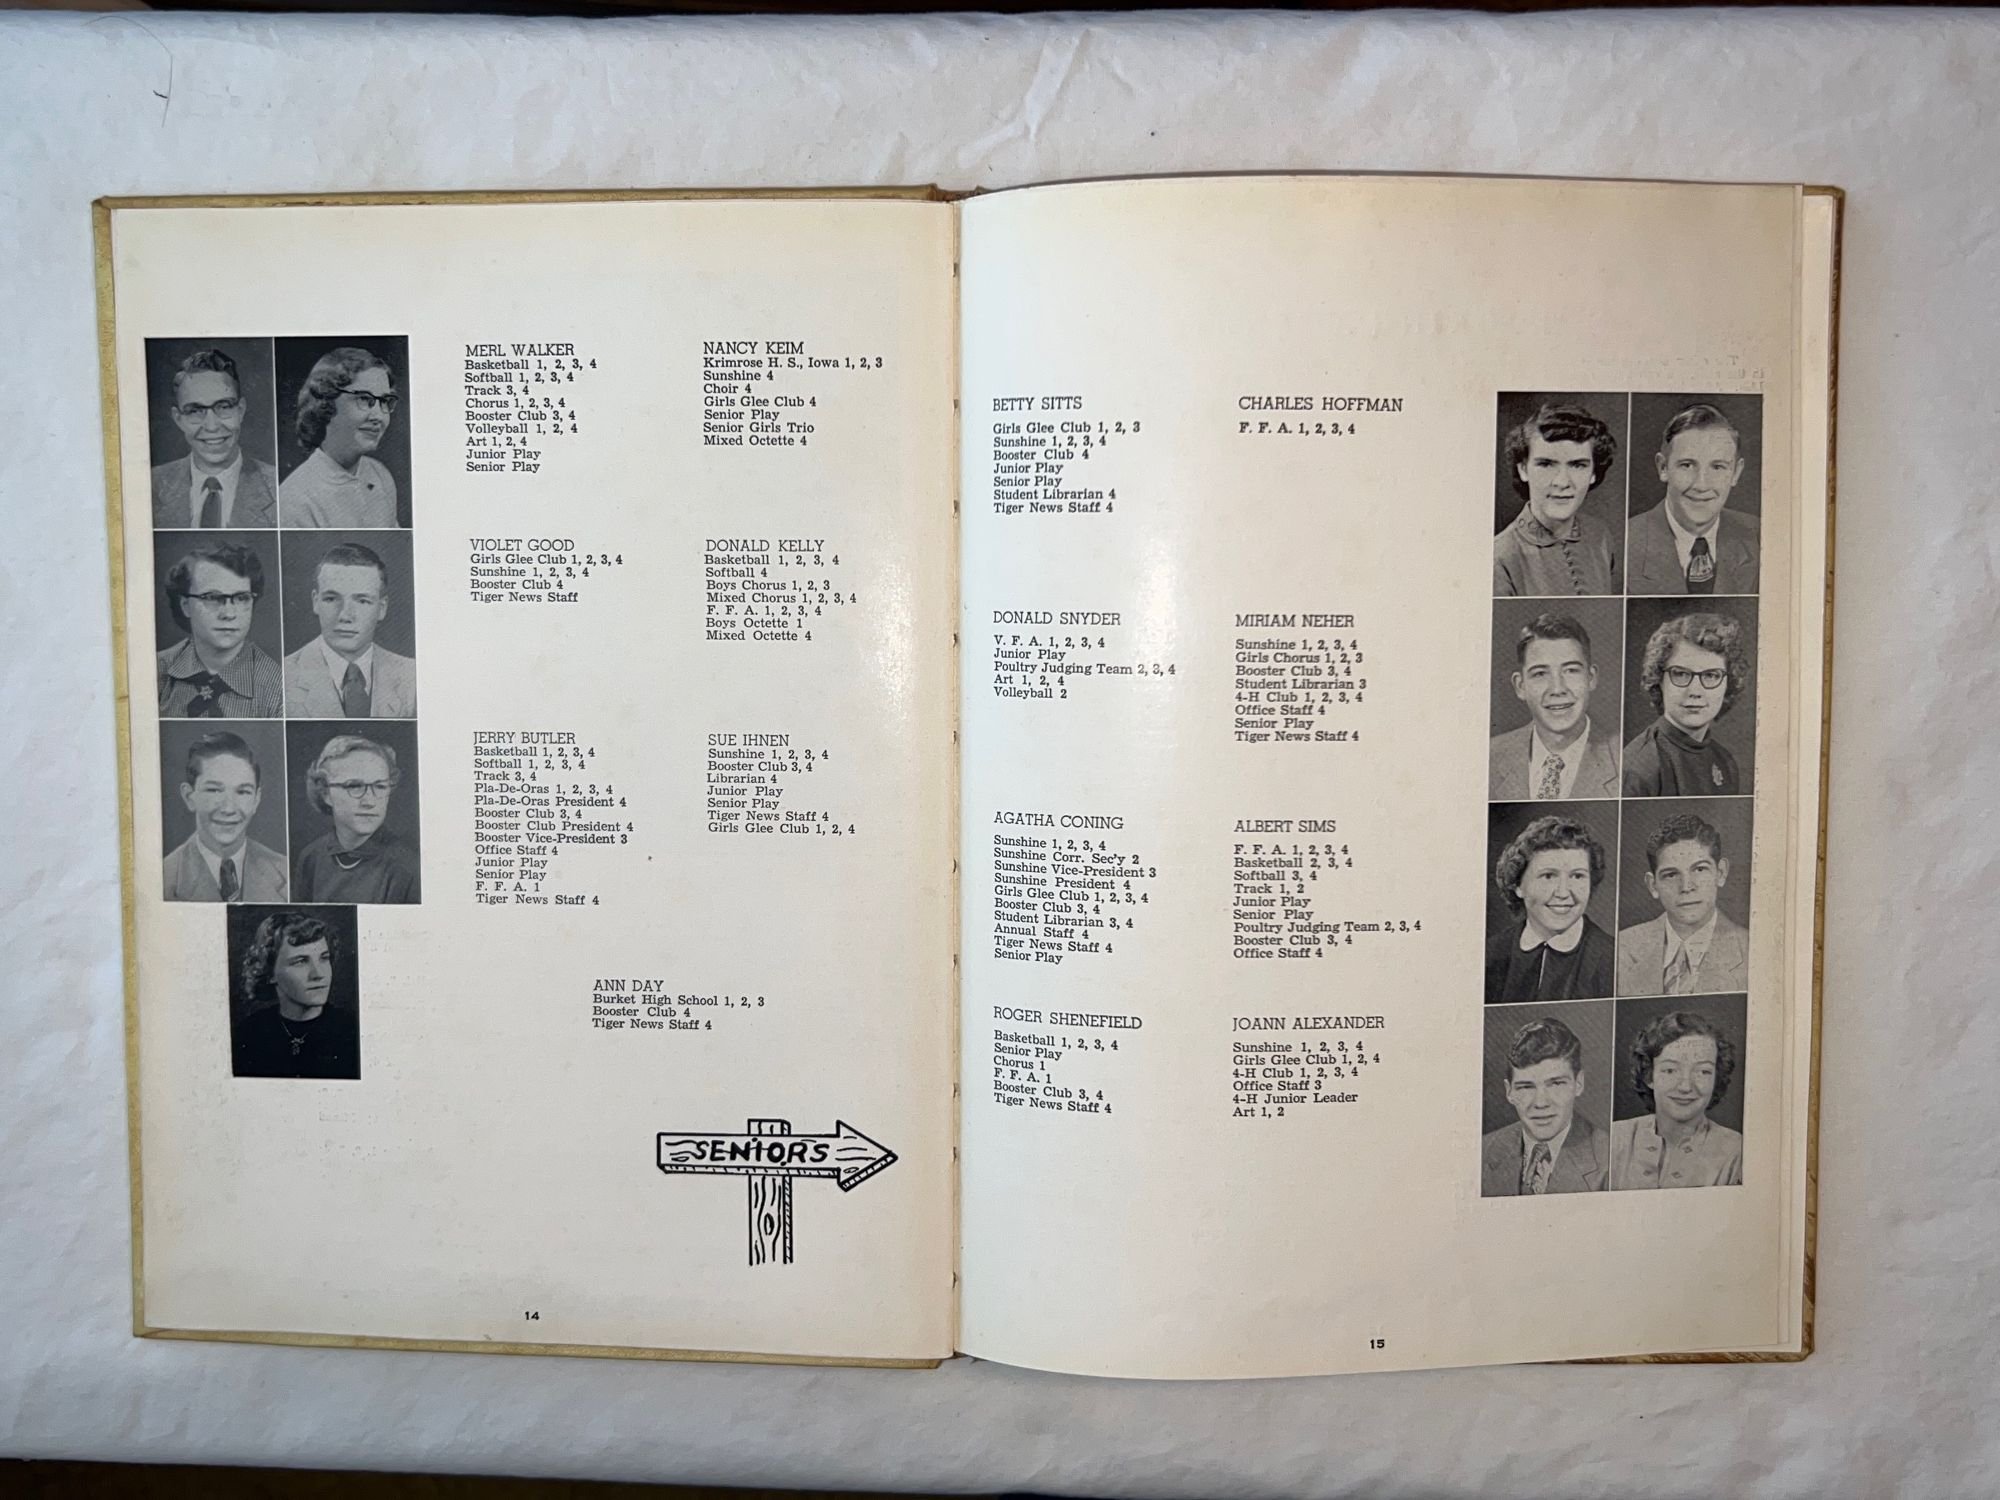 MERL WALKER
Basketball 1, 2, 3, 4
Softball 1, 2, 3, 4
Track 3, 4
Chorus 1, 2, 3, 4
Booster Club 3, 4
Volleyball 1, 2, 4
Art 1, 2, 4
Junior Play
Senior Play
NANCY KEIM
Krimrose H. S., Iowa 1, 2, 3
Sunshine 4
Choir 4
Girls Glee Club 4
Senior Play
Senior Girls Trio
Mixed Octette 4
VIOLET GOOD
Girls Glee Club 1, 2, 3, 4
Sunshine 1, 2, 3, 4
Booster Club 4
Tiger News Staff
DONALD KELLY
Basketball 1, 2, 3, 4
Softball 4
Boys Chorus 1, 2, 3
Mixed Chorus 1, 2, 3, 4
F. F. A. 1, 2, 3, 4
Boys Octette 1
Mixed Octette 4
JERRY BUTLER
Basketball 1, 2, 3, 4
Softball 1, 2, 3, 4
Track 3, 4
Pla-De-Oras 1, 2, 3, 4
Pla-De-Oras President 4
Booster Club 3, 4
Booster Club President 4
Booster Vice-President 3
Office Staff 4
Junior Play
Senior Play
F. F. A. 1
Tiger News Staff 4
SUE IHNEN
Sunshine 1, 2, 3, 4
Booster Club 3, 4
Librarian 4
Junior Play
Senior Play
Tiger News Staff 4
Girls Glee Club 1, 2, 4
ANN DAY
Burket High School 1, 2, 3
Booster Club 4
Tiger News Staff 4
SENIORS
14
BETTY SITTS
Girls Glee Club 1, 2, 3
Sunshine 1, 2, 3, 4
Booster Club 4
Junior Play
Senior Play
Student Librarian 4
Tiger News Staff 4
CHARLES HOFFMAN
F. F. A. 1, 2, 3, 4
DONALD SNYDER
V. F. A. 1, 2, 3, 4
Junior Play
Poultry Judging Team 2, 3, 4
Art 1, 2, 4
Volleyball 2
MIRIAM NEHER
Sunshine 1, 2, 3, 4
Girls Chorus 1, 2, 3
Booster Club 3, 4
Student Librarian 3
4-H Club 1, 2, 3, 4
Office Staff 4
Senior Play
Tiger News Staff 4
AGATHA CONING
Sunshine 1, 2, 3, 4
Sunshine Corr. Sec'y 2
Sunshine Vice-President 3
Sunshine President 4
Girls Glee Club 1, 2, 3, 4
Booster Club 3, 4
Student Librarian 3, 4
Annual Staff 4
Tiger News Staff 4
Senior Play
ALBERT SIMS
F. F. A. 1, 2, 3, 4
Basketball 2, 3, 4
Softball 3, 4
Track 1, 2
Junior Play
Senior Play
Poultry Judging Team 2, 3, 4
Booster Club 3, 4
Office Staff 4
ROGER SHENEFIELD
Basketball 1, 2, 3, 4
Senior Play
Chorus 1
F. F. A. 1
Booster Club 3, 4
Tiger News Staff 4
JOANN ALEXANDER
Sunshine 1, 2, 3, 4
Girls Glee Club 1, 2, 4
4-H Club 1, 2, 3, 4
Office Staff 3
4-H Junior Leader
Art 1, 2
15